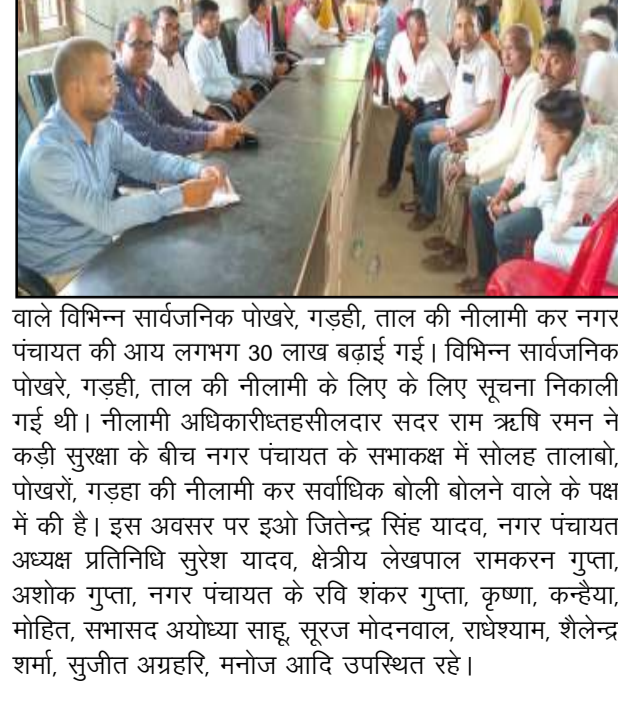 वाले विभिन्न सार्वजनिक पोखरे, गड़ही, ताल की नीलामी कर नगर
पंचायत की आय लगभग 30 लाख बढ़ाई गई। विभिन्न सार्वजनिक
पोखरे, गड़ही, ताल की नीलामी के लिए के लिए सूचना निकाली
गई थी। नीलामी अधिकारीध्तहसीलदार सदर राम ऋषि रमन ने
कड़ी सुरक्षा के बीच नगर पंचायत के सभाकक्ष में सोलह तालाबो,
पोखरों, गड़हा की नीलामी कर सर्वाधिक बोली बोलने वाले के पक्ष
में की है। इस अवसर पर इओ जितेन्द्र सिंह यादव, नगर पंचायत
अध्यक्ष प्रतिनिधि सुरेश यादव, क्षेत्रीय लेखपाल रामकरन गुप्ता,
अशोक गुप्ता, नगर पंचायत के रवि शंकर गुप्ता, कृष्णा, कन्हैया,
मोहित, सभासद अयोध्या साहू, सूरज मोदनवाल, राधेश्याम, शैलेन्द्र
शर्मा, सुजीत अग्रहरि, मनोज आदि उपस्थित रहे।